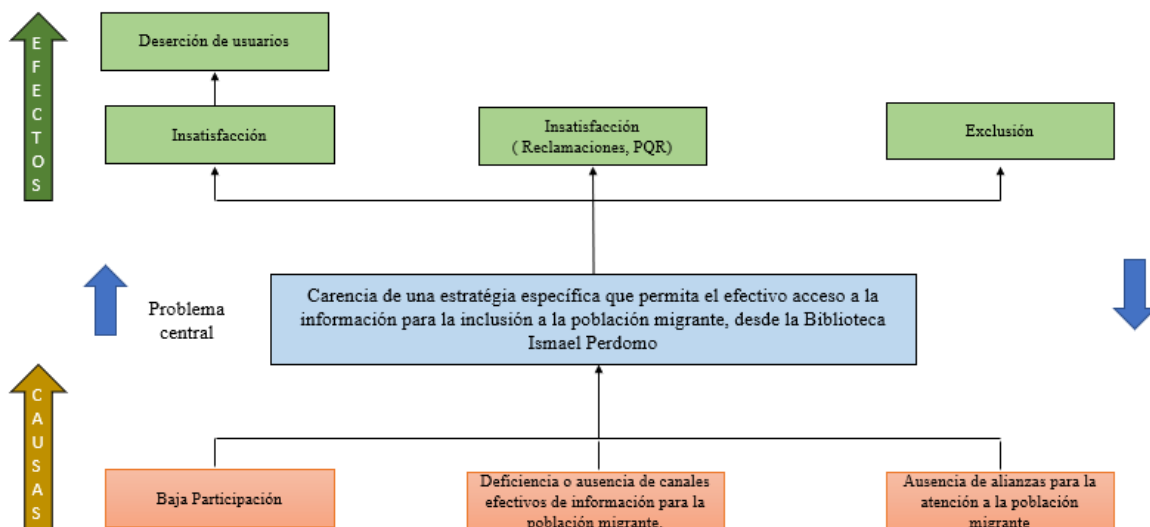 EFECTOS
Deserción de usuarios
Insatisfacción
Insatisfacción
( Reclamaciones, PQR)
Exclusión
Problema
central
Carencia de una estratégia específica que permita el efectivo acceso a la
información para la inclusión a la población migrante, desde la Biblioteca
Ismael Perdomo
CAUSAS
Baja Participación
Deficiencia o ausencia de canales
efectivos de información para la
población migrante.
Ausencia de alianzas para la
atención a la población
migrante